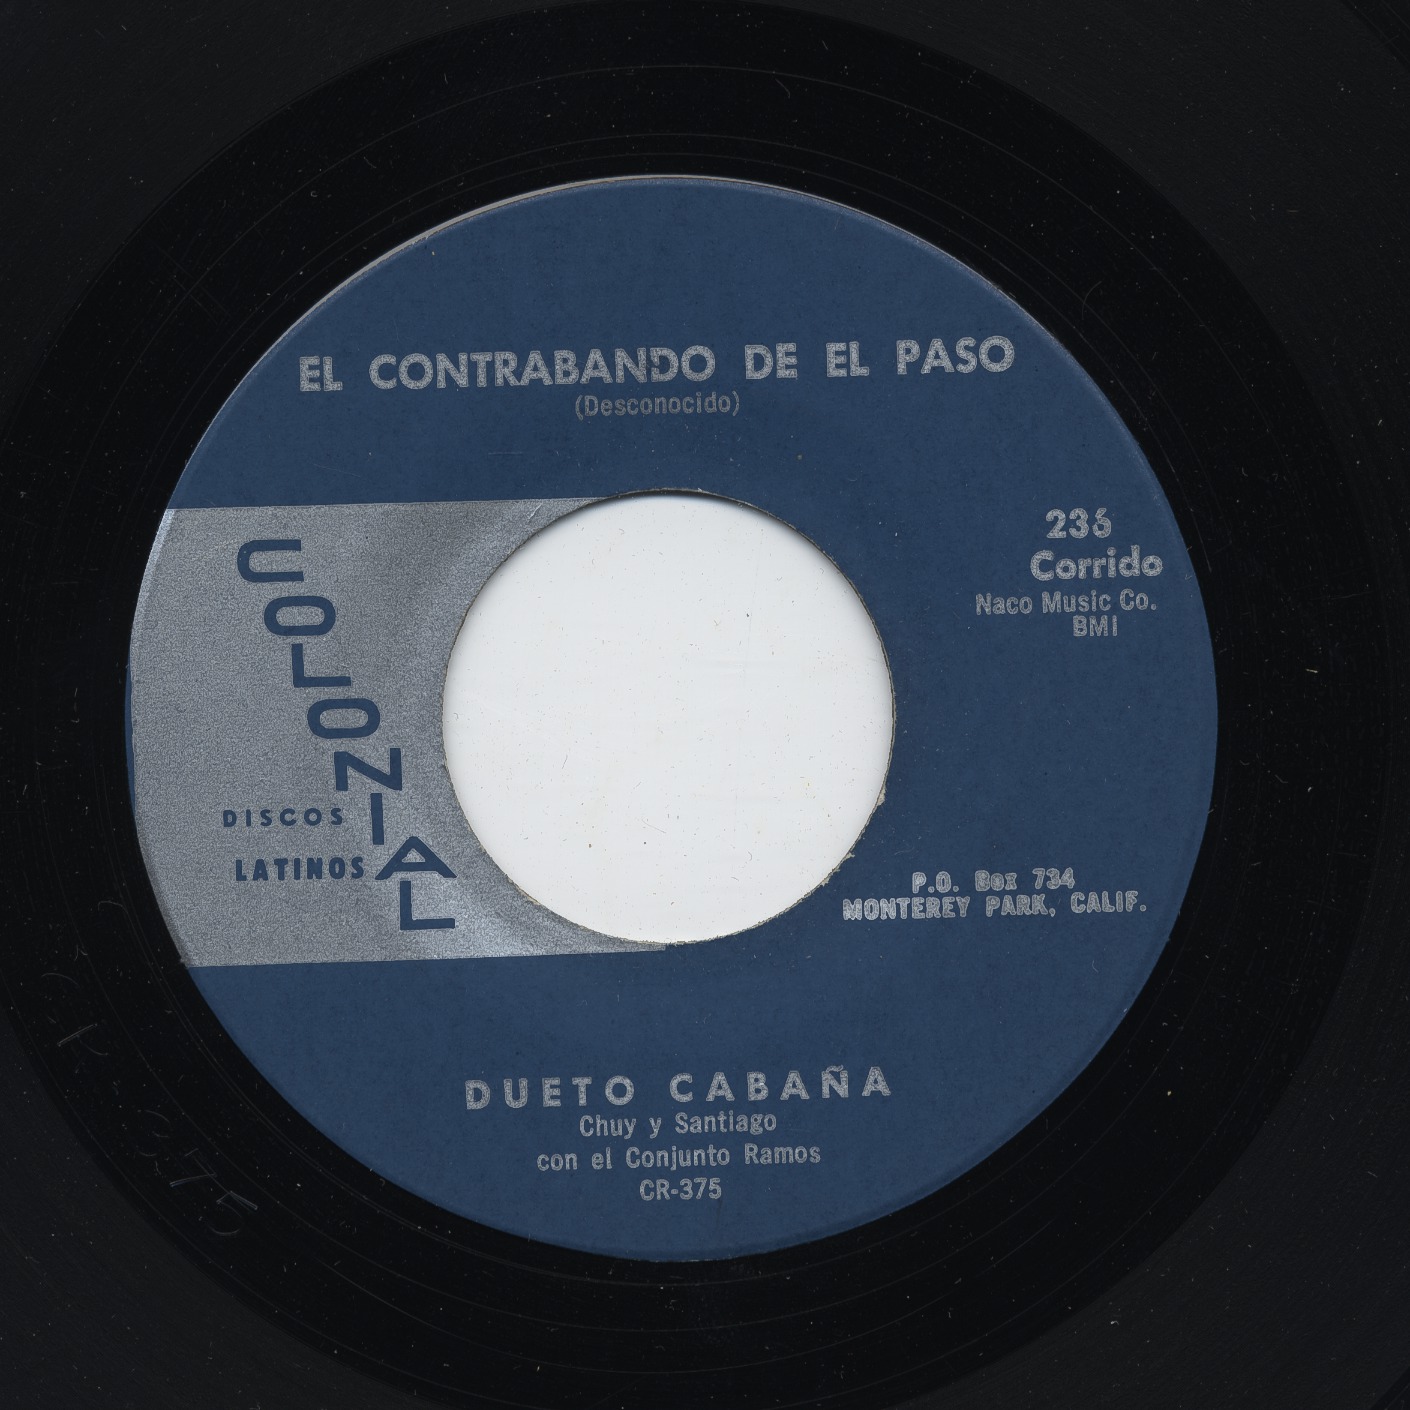 EL CONTRABANDO DE EL PASO
(Desconocido)
236
Corrido
Naco Music Co.
BMI
COLONIAL
DISCOS
LATINOS
P.O. Box 734
MONTEREY PARK, CALIF.
DUETO CABAÑA
Chuy y Santiago
con el Conjunto Ramos
CR-375